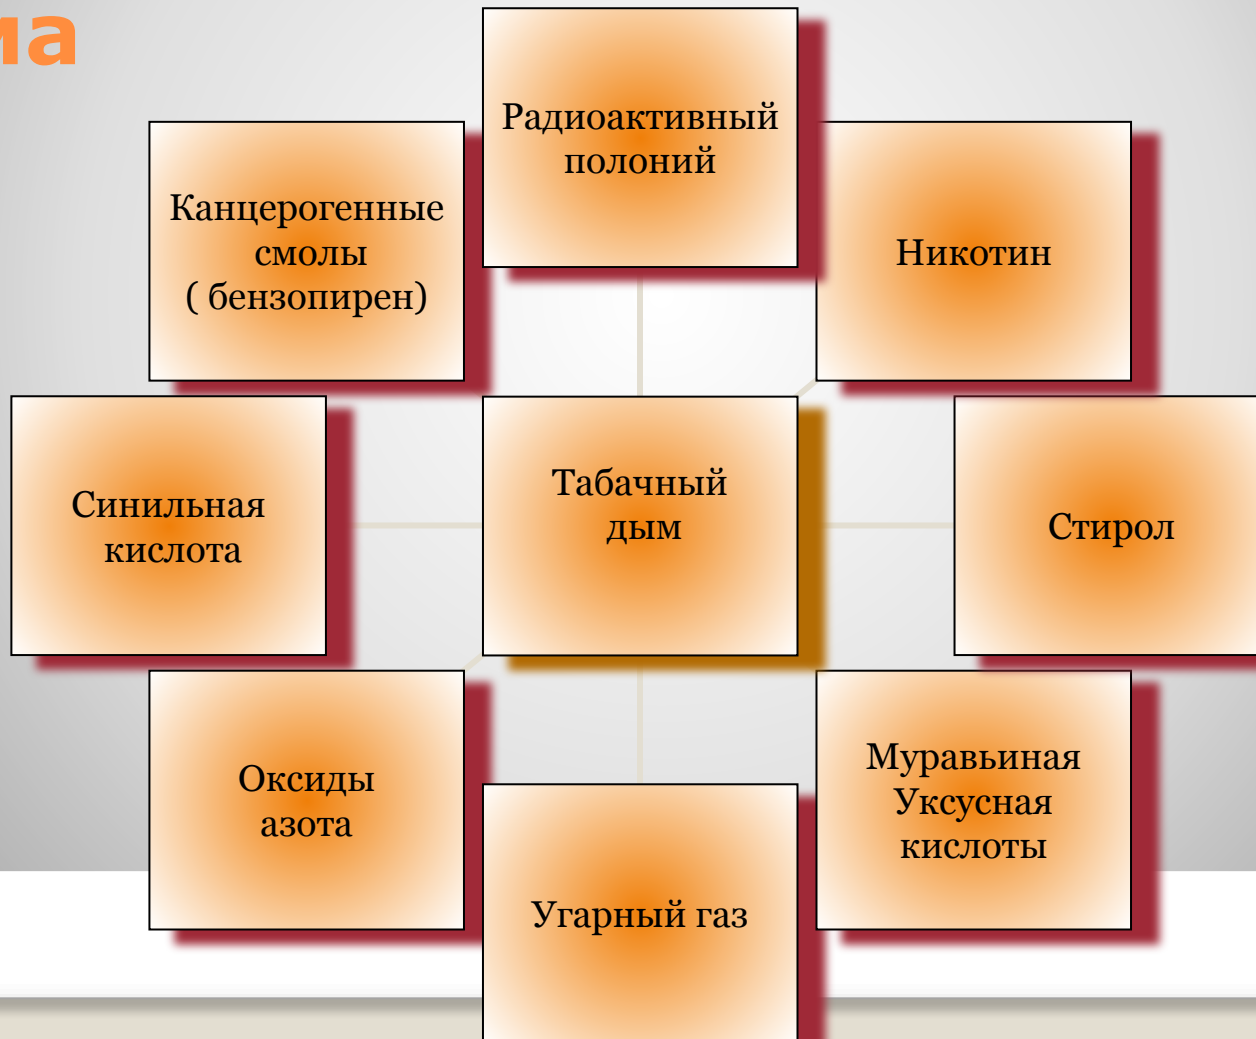 Радиоактивный
полоний
Канцерогенные
смолы
( бензопирен)
Никотин
Синильная
кислота
Табачный
дым
Стирол
Оксиды
азота
Муравьиная
Уксусная
кислоты
Угарный газ